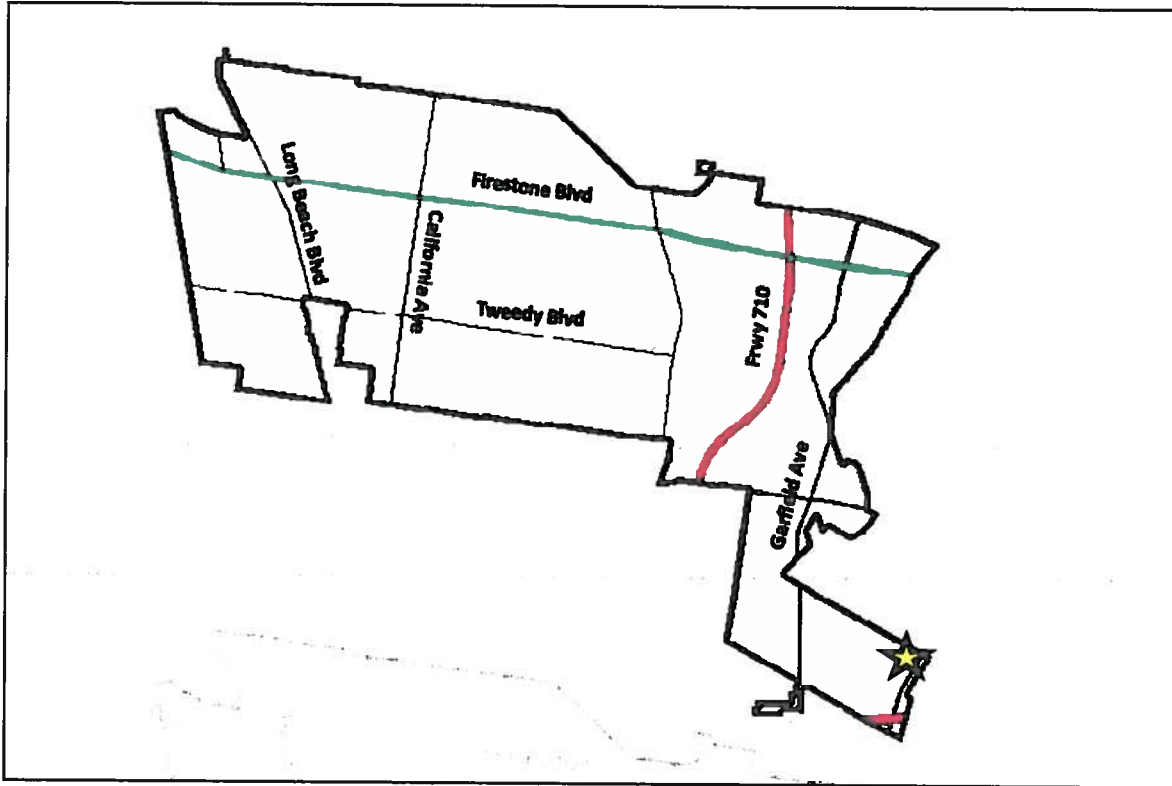 Firestone Blvd
Long Beach Blvd
California Ave
Tweedy Blvd
Frwy 710
Garfield Ave